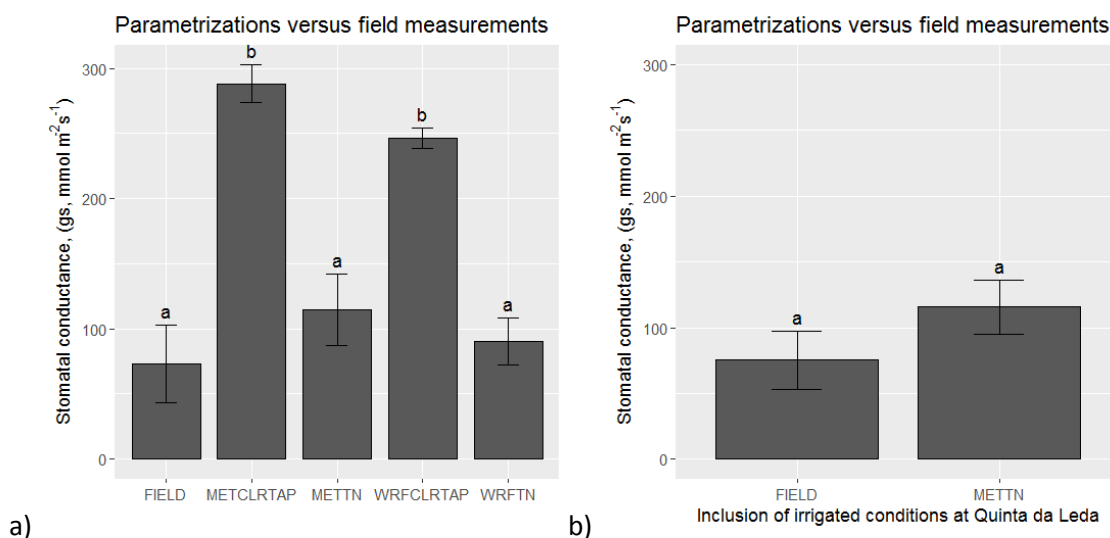 Parametrizations versus field measurements
Stomatal conductance, (gs, mmol m⁻²s⁻¹)
300
200
100
0
a
b
a
b
a
FIELD METCLRTAP METTN WRFCLRTAP WRFTN
a)
Parametrizations versus field measurements
Stomatal conductance, (gs, mmol m⁻²s⁻¹)
300
200
100
0
a
a
FIELD METTN
Inclusion of irrigated conditions at Quinta da Leda
b)